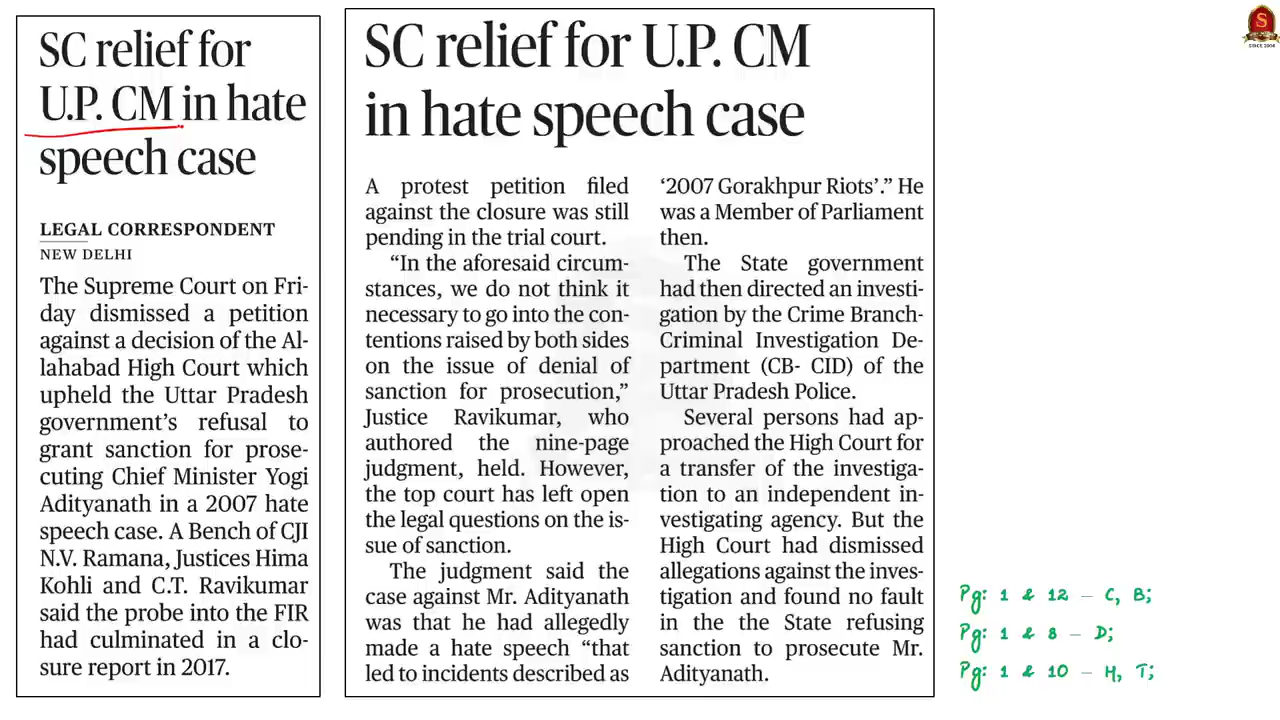 SC relief for
U.P. CM in hate
speech case
LEGAL CORRESPONDENT
NEW DELHI
The Supreme Court on Fri-
day dismissed a petition
against a decision of the Al-
lahabad High Court which
upheld the Uttar Pradesh
government's refusal to
grant sanction for prose-
cuting Chief Minister Yogi
Adityanath in a 2007 hate
speech case. A Bench of CJI
N.V. Ramana, Justices Hima
Kohli and C.T. Ravikumar
said the probe into the FIR
had culminated in a clo-
sure report in 2017.
SC relief for U.P. CM
in hate speech case
A protest petition filed
against the closure was still
pending in the trial court.
“In the aforesaid circum-
stances, we do not think it
necessary to go into the con-
tentions raised by both sides
on the issue of denial of
sanction for prosecution,”
Justice Ravikumar, who
authored the nine-page
judgment, held. However,
the top court has left open
the legal questions on the is-
sue of sanction.
The judgment said the
case against Mr. Adityanath
was that he had allegedly
made a hate speech “that
led to incidents described as
‘2007 Gorakhpur Riots’.” He
was a Member of Parliament
then.
The State government
had then directed an investi-
gation by the Crime Branch-
Criminal Investigation De-
partment (CB- CID) of the
Uttar Pradesh Police.
Several persons had ap-
proached the High Court for
a transfer of the investiga-
tion to an independent in-
vestigating agency. But the
High Court had dismissed
allegations against the inves-
tigation and found no fault
in the the State refusing
sanction to prosecute Mr.
Adityanath.
S
SINCE 2004
Pg: 1 & 12 – C, B;
Pg: 1 & 8 – D;
Pg: 1 & 10 – H, T;